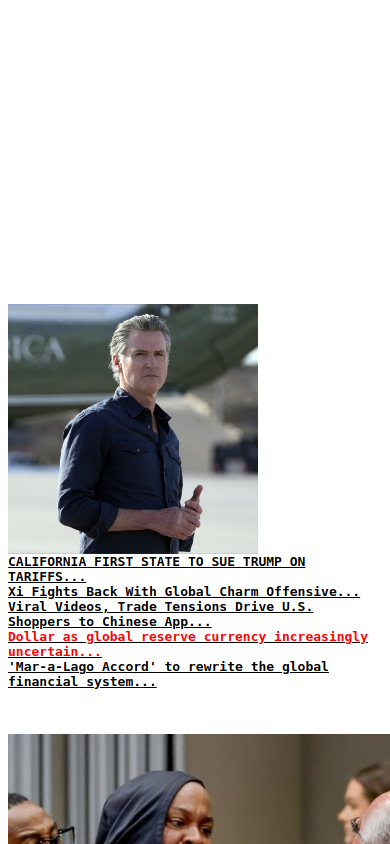 RICA
CALIFORNIA FIRST STATE TO SUE TRUMP ON
TARIFFS...
Xi Fights Back With Global Charm Offensive...
Viral Videos, Trade Tensions Drive U.S.
Shoppers to Chinese App...
Dollar as global reserve currency increasingly
uncertain...
'Mar-a-Lago Accord' to rewrite the global
financial system...